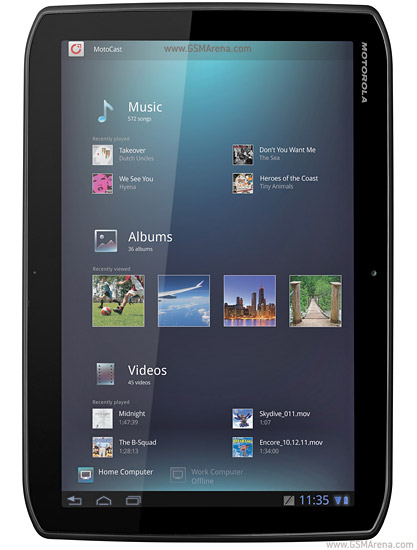 MotoCast
www.GSMArena.com
MOTOROLA
Music
572 songs
Recently played
Takeover
Dutch Uncles
Don't You Want Me
The Sea
We See You
Hyelsa
Heroes of the Coast
Tiny Animals
Albums
36 albums
Recently viewed
Videos
45 videos
Recently played
Midnight
1:47:39
Skydive_011.mov
1:07
The B-Squad
1:28:13
Encore_10.12.11.mov
1:34:00
Home Computer
Work Computer
Offline
11:35
www.GSMArena.com